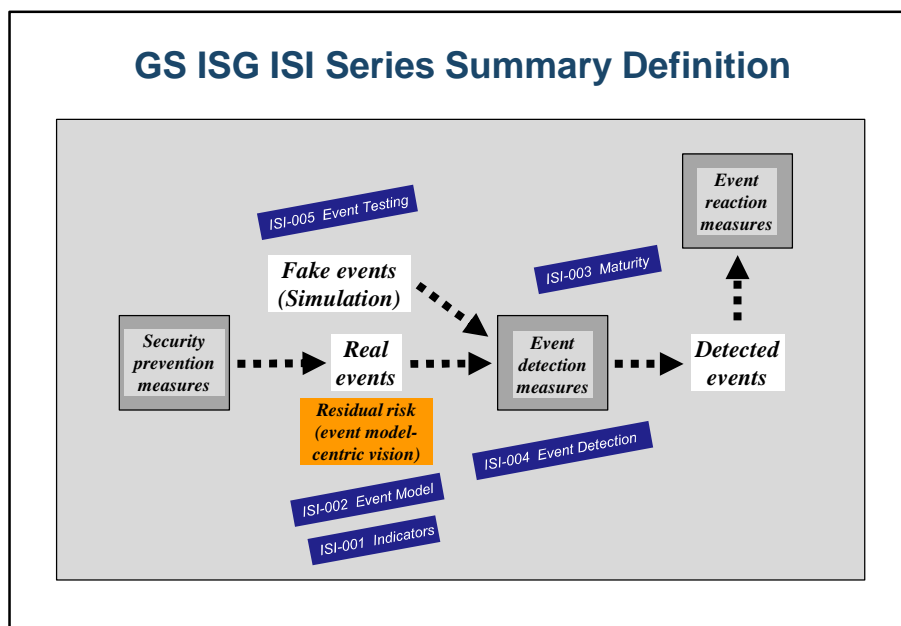 GS ISG ISI Series Summary Definition
Event
reaction
measures
ISI-005 Event Testing
ISI-003 Maturity
Fake events
(Simulation)
Security
prevention
measures
Real
events
Event
detection
measures
Detected
events
Residual risk
(event model-
centric vision)
ISI-004 Event Detection
ISI-002 Event Model
ISI-001 Indicators